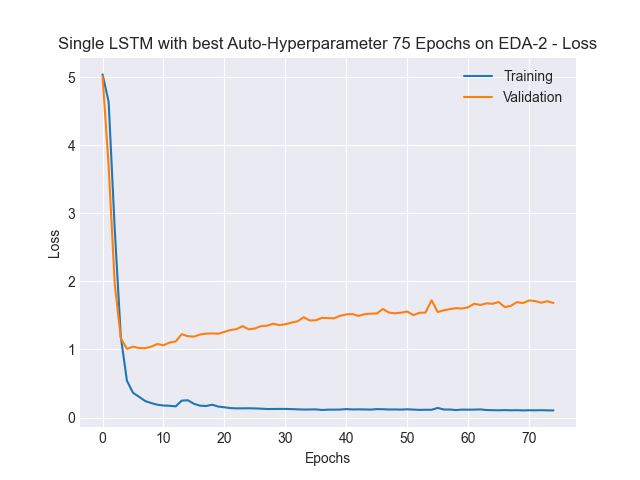 Single LSTM with best Auto-Hyperparameter 75 Epochs on EDA-2 - Loss
Training
Validation
5
4
3
2
1
0
Loss
0 10 20 30 40 50 60 70
Epochs